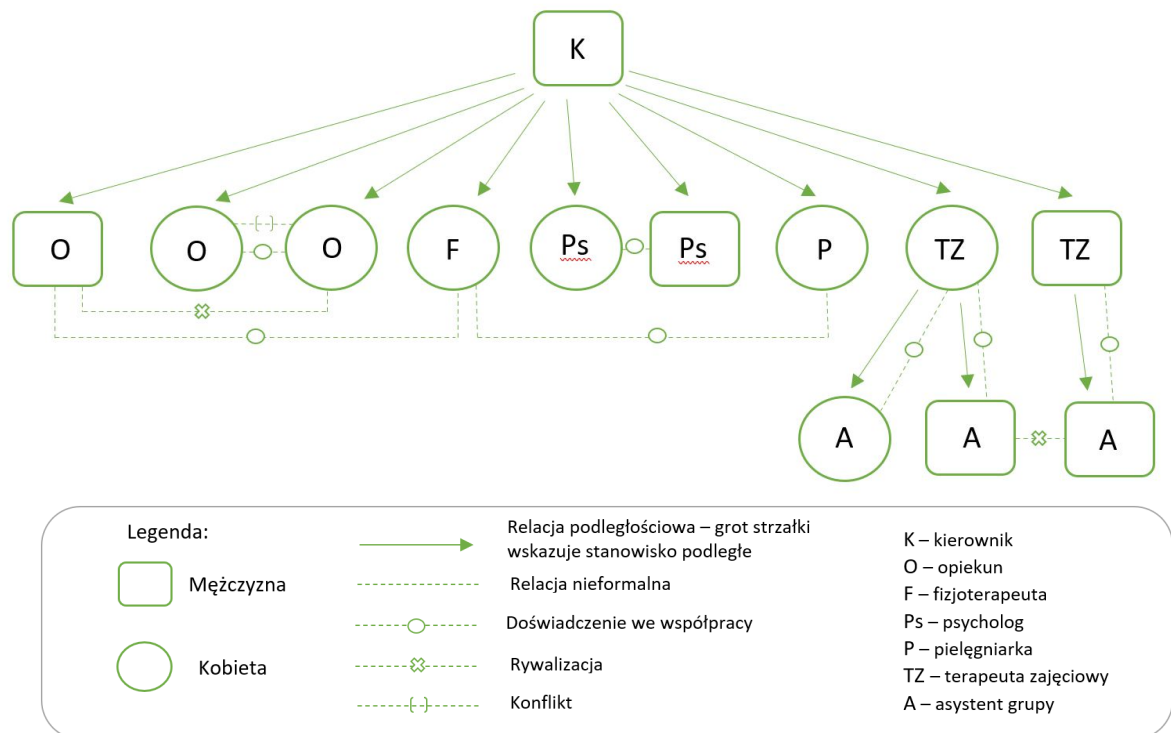 K
O
O
O
F
Ps
Ps
P
TZ
TZ
A
A
A
Legenda:
Mężczyzna
Kobieta
Relacja podległościowa – grot strzałki
wskazuje stanowisko podległe
Relacja nieformalna
Doświadczenie we współpracy
Rywalizacja
Konflikt
K – kierownik
O – opiekun
F – fizjoterapeuta
Ps – psycholog
P – pielęgniarka
TZ – terapeuta zajęciowy
A – asystent grupy